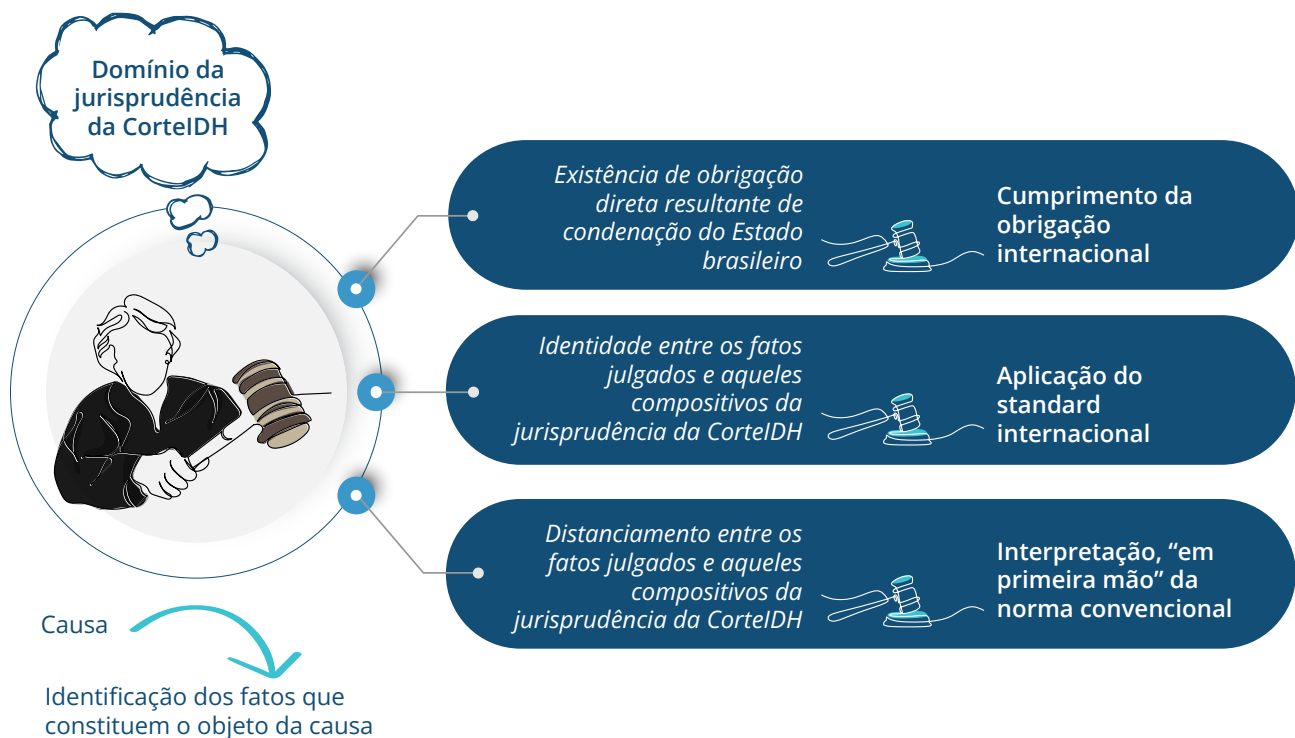 Domínio da
jurisprudência
da CorteIDH
Existência de obrigação
direta resultante de
condenação do Estado
brasileiro
Cumprimento da
obrigação
internacional
Identidade entre os fatos
julgados e aqueles
compositivos da
jurisprudência da CorteIDH
Aplicação do
standard
internacional
Distanciamento entre os
fatos julgados e aqueles
compositivos da
jurisprudência da CorteIDH
Interpretação, “em
primeira mão” da
norma convencional
Causa
Identificação dos fatos que
constituem o objeto da causa